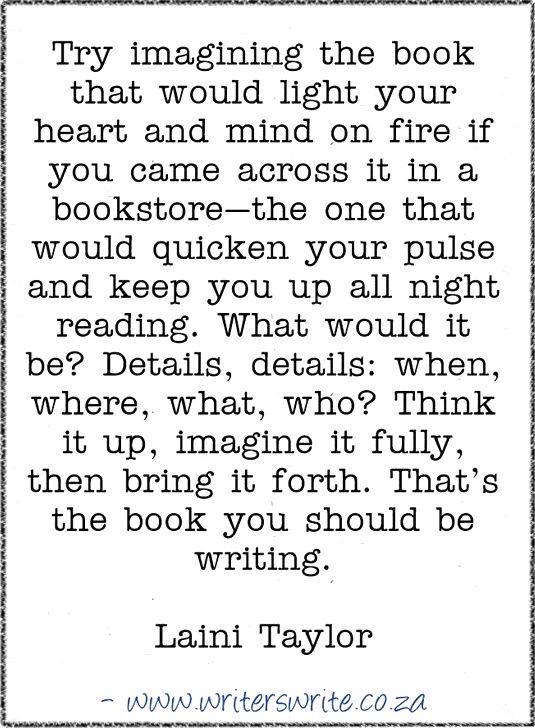 Try imagining the book
that would light your
heart and mind on fire if
you came across it in a
bookstore—the one that
would quicken your pulse
and keep you up all night
reading. What would it
be? Details, details: when,
where, what, who? Think
it up, imagine it fully,
then bring it forth. That's
the book you should be
writing.
Laini Taylor
- www.writerswrite.co.za